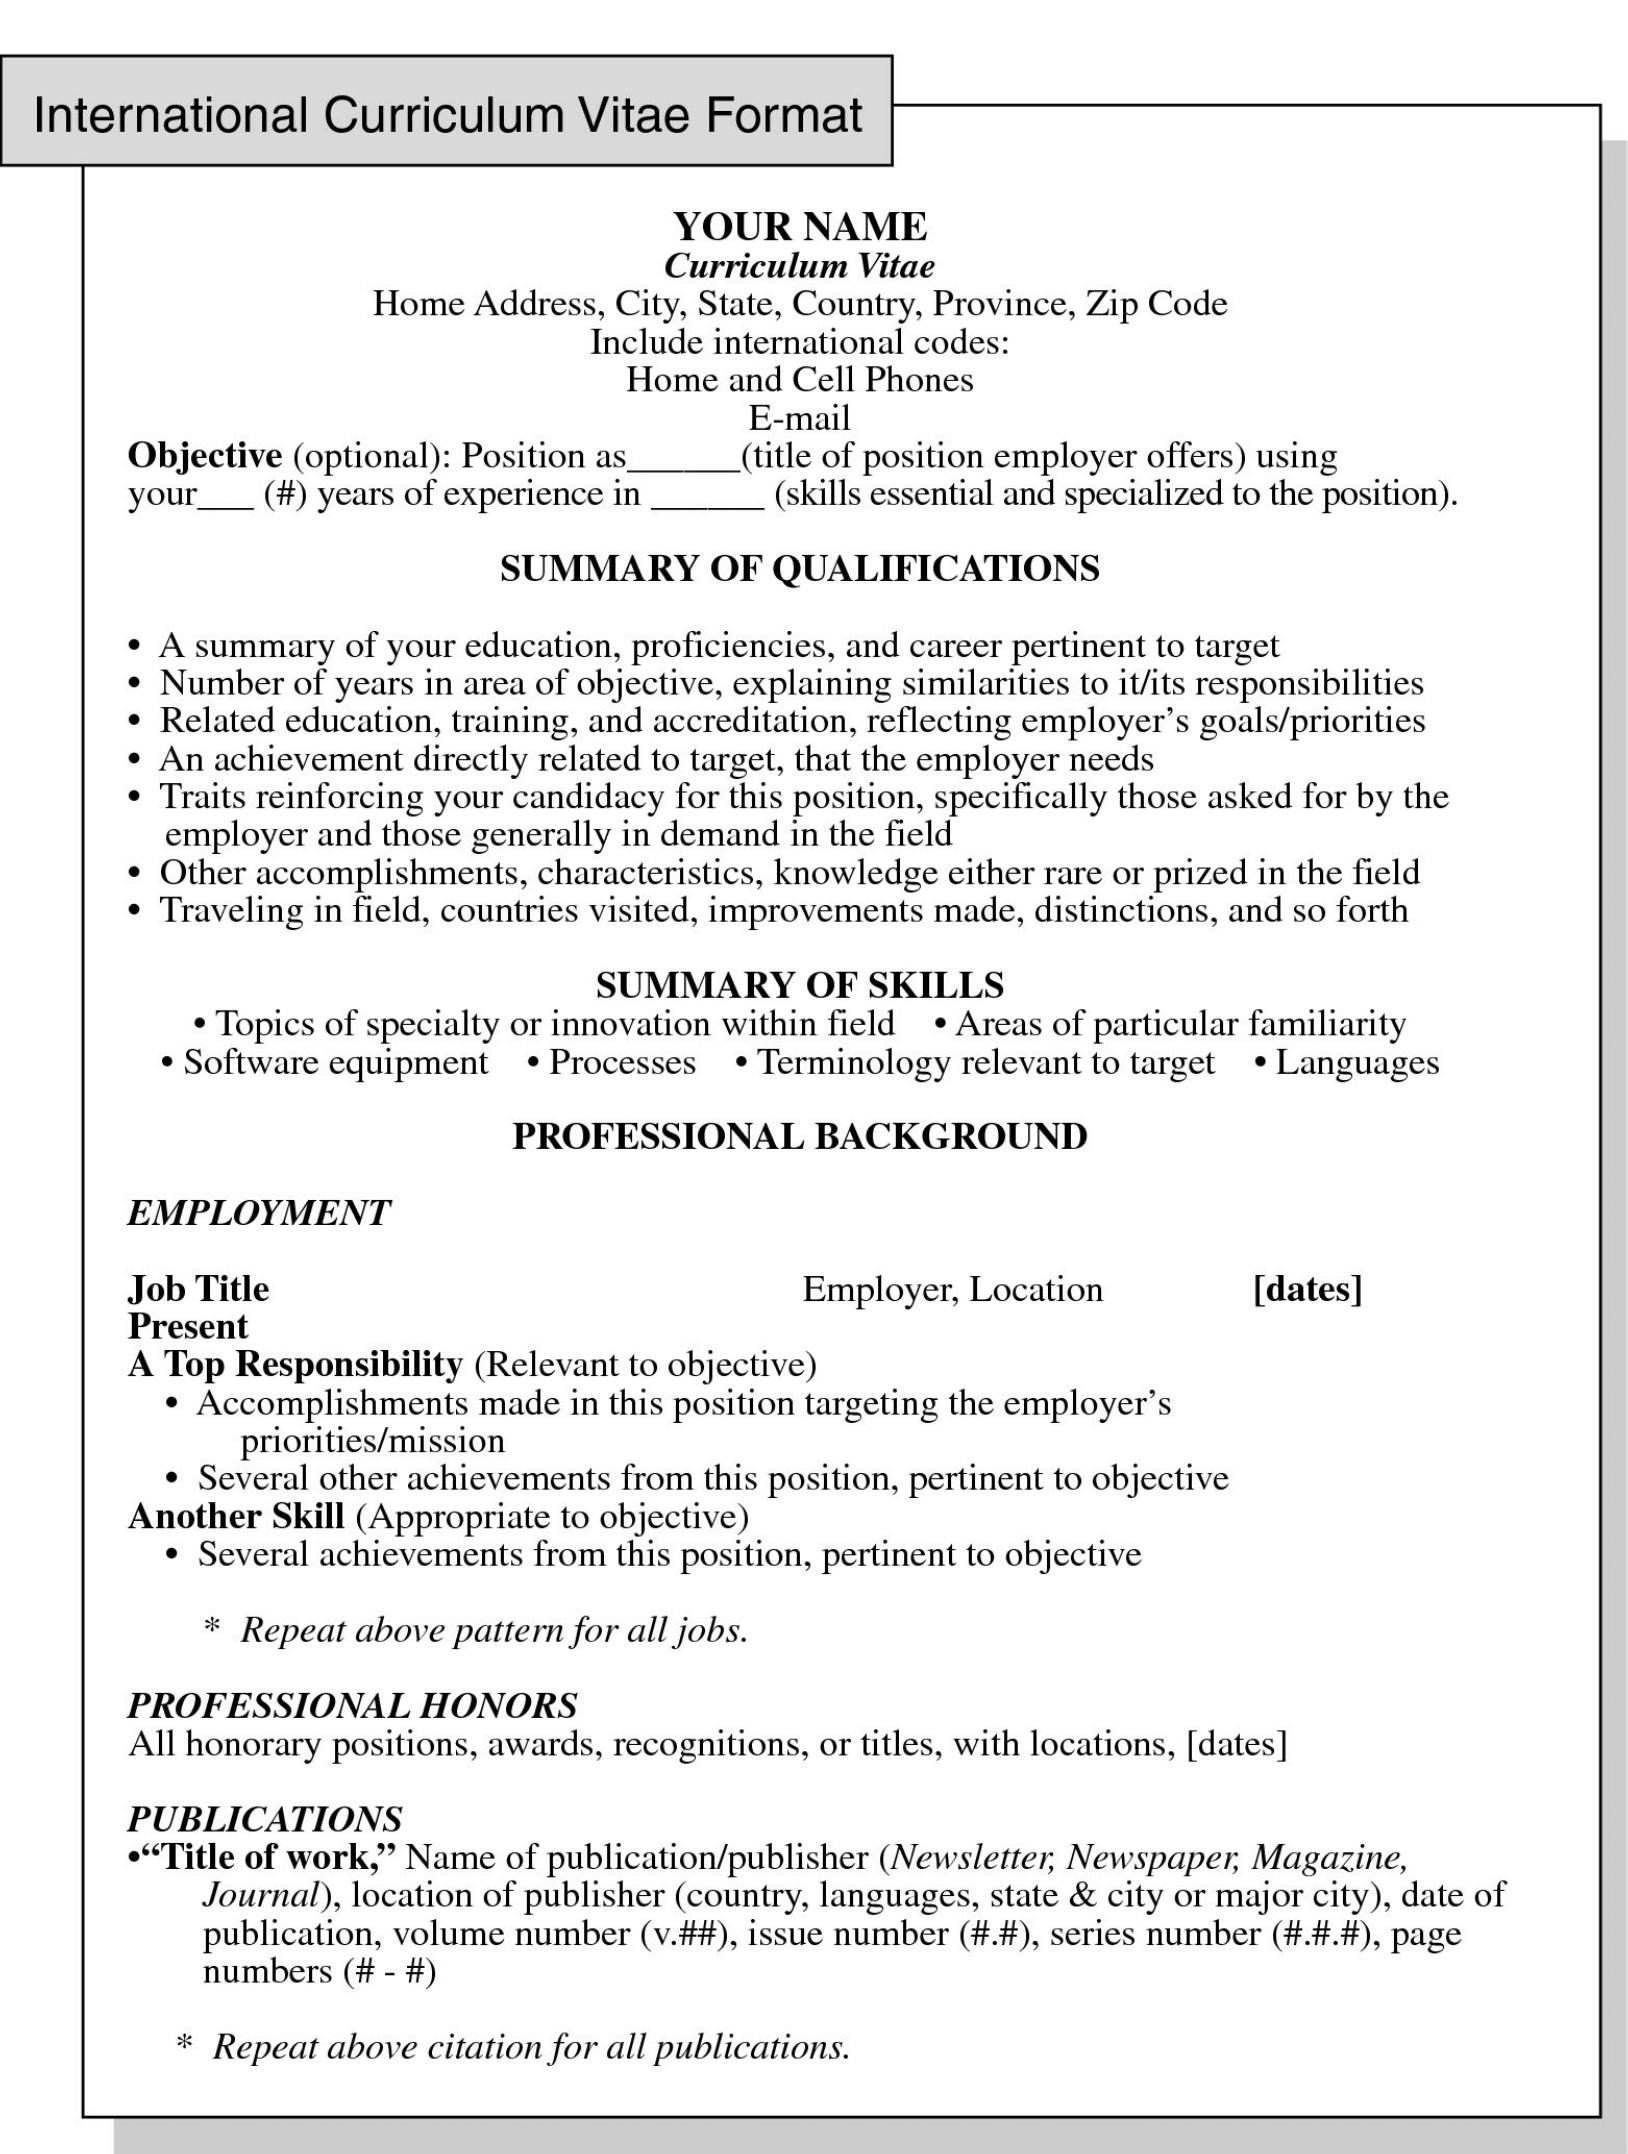 International Curriculum Vitae Format
YOUR NAME
Curriculum Vitae
Home Address, City, State, Country, Province, Zip Code
Include international codes:
Home and Cell Phones
E-mail
Objective (optional): Position as______(title of position employer offers) using
your___ (#) years of experience in ______ (skills essential and specialized to the position).
SUMMARY OF QUALIFICATIONS
• A summary of your education, proficiencies, and career pertinent to target
• Number of years in area of objective, explaining similarities to it/its responsibilities
• Related education, training, and accreditation, reflecting employer’s goals/priorities
• An achievement directly related to target, that the employer needs
• Traits reinforcing your candidacy for this position, specifically those asked for by the
employer and those generally in demand in the field
• Other accomplishments, characteristics, knowledge either rare or prized in the field
• Traveling in field, countries visited, improvements made, distinctions, and so forth
SUMMARY OF SKILLS
• Topics of specialty or innovation within field • Areas of particular familiarity
• Software equipment • Processes • Terminology relevant to target • Languages
PROFESSIONAL BACKGROUND
EMPLOYMENT
Job Title Employer, Location [dates]
Present
A Top Responsibility (Relevant to objective)
• Accomplishments made in this position targeting the employer’s
priorities/mission
• Several other achievements from this position, pertinent to objective
Another Skill (Appropriate to objective)
• Several achievements from this position, pertinent to objective
* Repeat above pattern for all jobs.
PROFESSIONAL HONORS
All honorary positions, awards, recognitions, or titles, with locations, [dates]
PUBLICATIONS
•“Title of work,” Name of publication/publisher (Newsletter, Newspaper, Magazine,
Journal), location of publisher (country, languages, state & city or major city), date of
publication, volume number (v.##), issue number (#.#), series number (#.#.#), page
numbers (# - #)
* Repeat above citation for all publications.